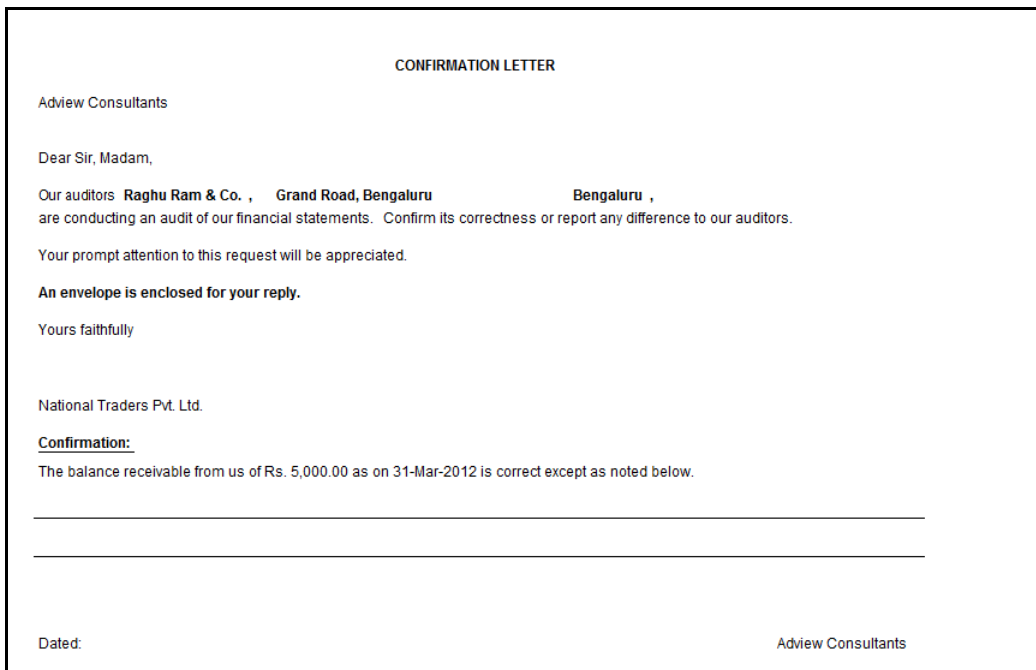 CONFIRMATION LETTER
Adview Consultants
Dear Sir, Madam,
Our auditors Raghu Ram & Co. , Grand Road, Bengaluru Bengaluru ,
are conducting an audit of our financial statements. Confirm its correctness or report any difference to our auditors.
Your prompt attention to this request will be appreciated.
An envelope is enclosed for your reply.
Yours faithfully
National Traders Pvt. Ltd.
Confirmation:
The balance receivable from us of Rs. 5,000.00 as on 31-Mar-2012 is correct except as noted below.
Dated: Adview Consultants